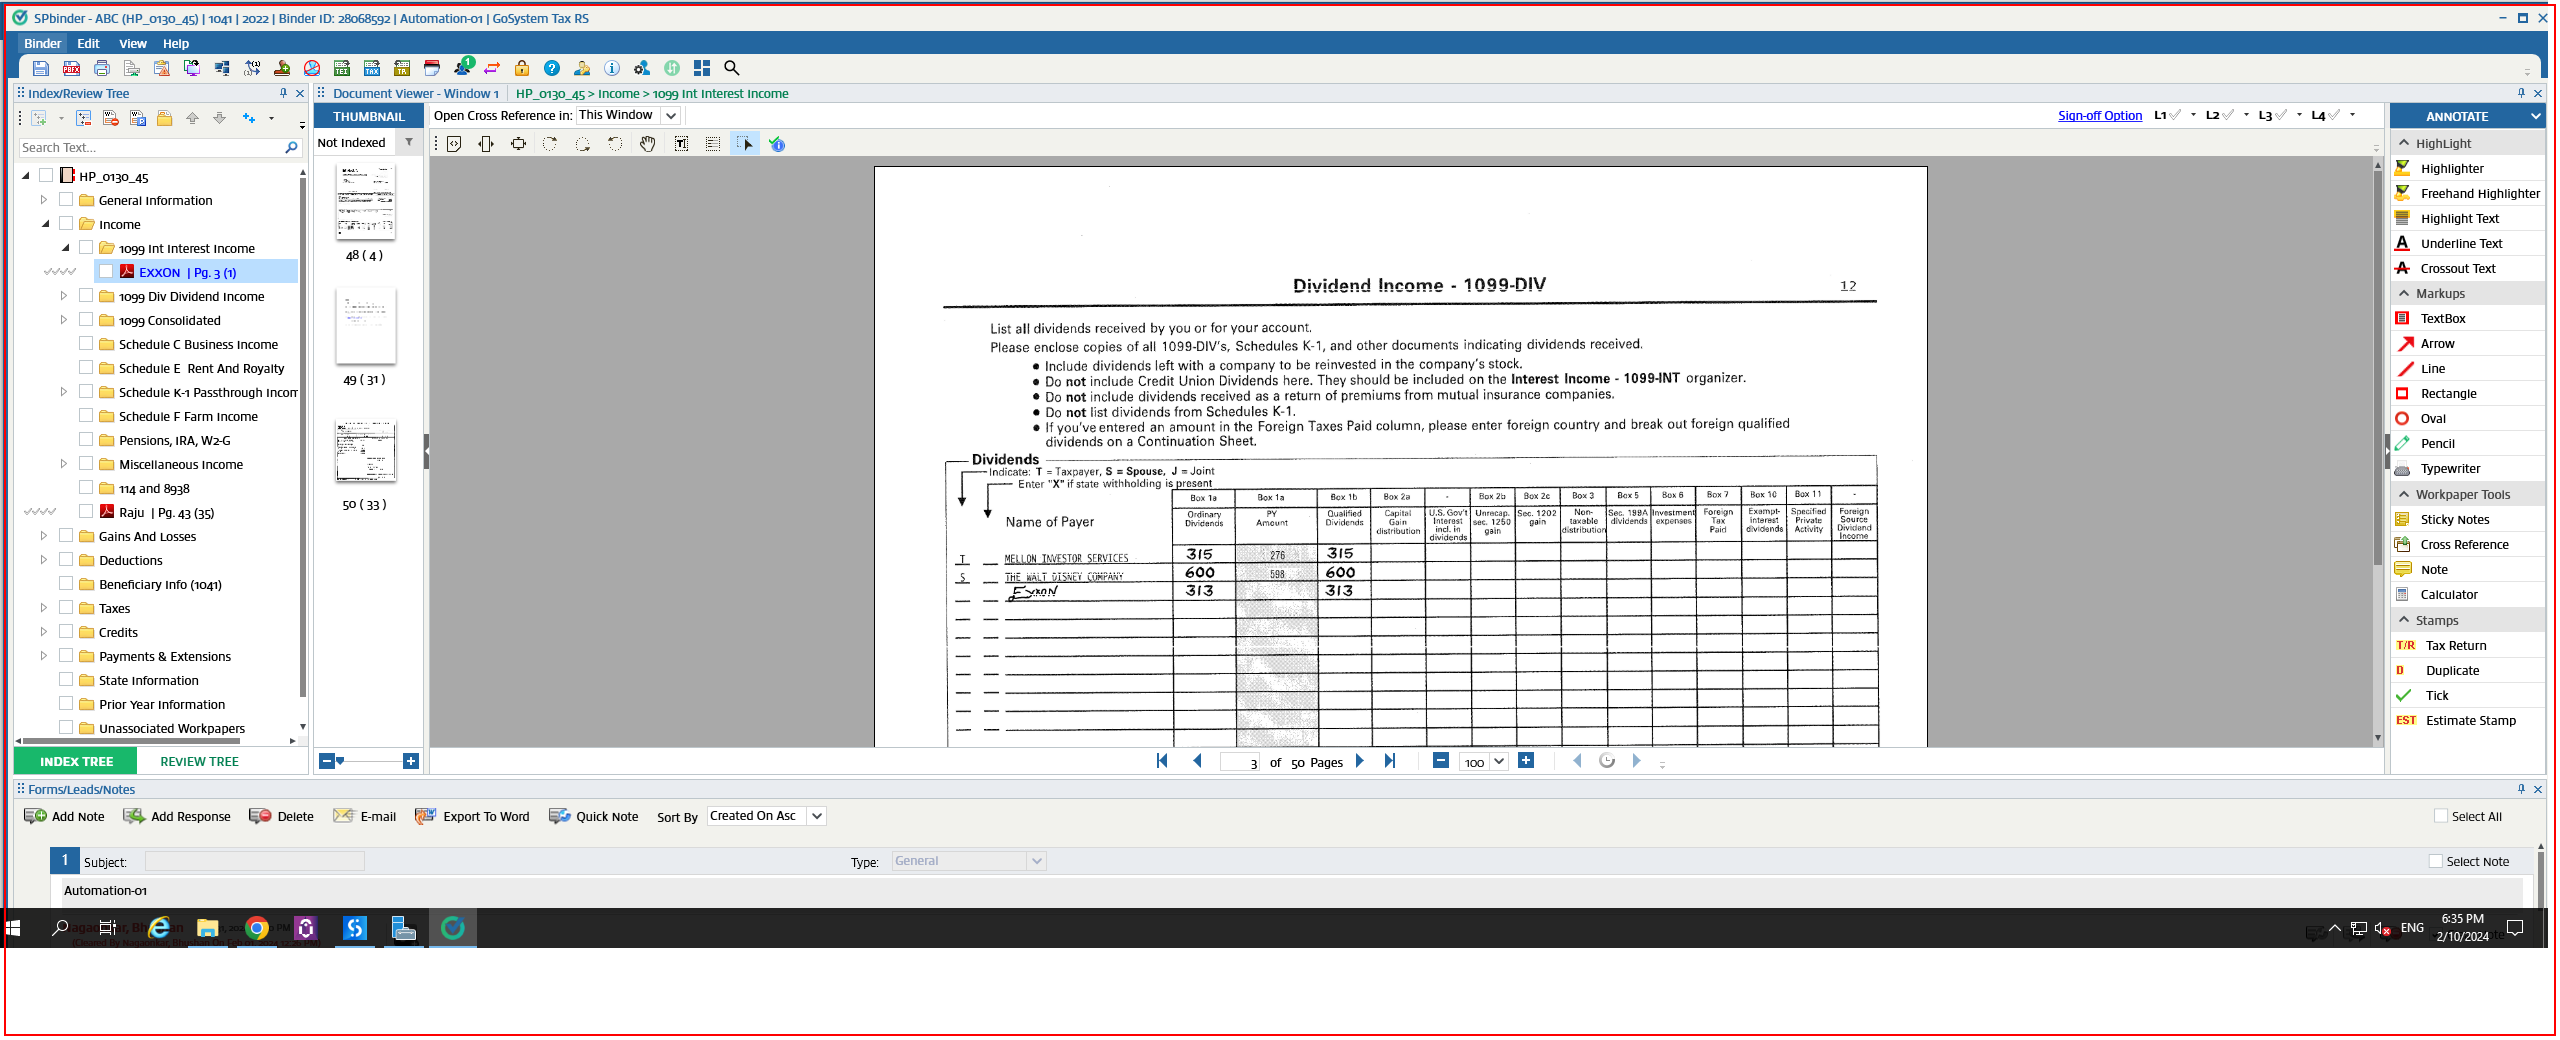 SPbinder - ABC (HP_0130_45) | 1041 | 2022 | Binder ID: 28068592 | Automation-01 | GoSystem Tax RS
Binder Edit View Help
Index/Review Tree
Search Text...
HP_0130_45
General Information
Income
1099 Int Interest Income
EXXON | Pg. 3 (1)
1099 Div Dividend Income
1099 Consolidated
Schedule C Business Income
Schedule E Rent And Royalty
Schedule K-1 Passthrough Incom
Schedule F Farm Income
Pensions, IRA, W2-G
Miscellaneous Income
114 and 8938
Raju | Pg. 43 (35)
Gains And Losses
Deductions
Beneficiary Info (1041)
Taxes
Credits
Payments & Extensions
State Information
Prior Year Information
Unassociated Workpapers
INDEX TREE REVIEW TREE
Document Viewer - Window 1 HP_0130_45 > Income > 1099 Int Interest Income
THUMBNAIL
Not Indexed
48 ( 4 )
49 ( 31 )
50 ( 33 )
Open Cross Reference in: This Window
Sign-off Option L1 L2 L3 L4
Dividend Income - 1099-DIV 12
List all dividends received by you or for your account.
Please enclose copies of all 1099-DIV's, Schedules K-1, and other documents indicating dividends received.
● Include dividends left with a company to be reinvested in the company's stock.
● Do not include Credit Union Dividends here. They should be included on the Interest Income - 1099-INT organizer.
● Do not include dividends received as a return of premiums from mutual insurance companies.
● Do not list dividends from Schedules K-1.
● If you've entered an amount in the Foreign Taxes Paid column, please enter foreign country and break out foreign qualified
dividends on a Continuation Sheet.
Dividends
Indicate: T = Taxpayer, S = Spouse, J = Joint
Enter "X" if state withholding is present
Box 1a Box 1a Box 1b Box 2a - Box 2b Box 2c Box 3 Box 5 Box 6 Box 7 Box 10 Box 11 -
Name of Payer
Ordinary Dividends
PY Amount
Qualified Dividends
Capital Gain distribution
U.S. Gov't Interest incl. in dividends
Unrecap. sec. 1250 gain
Sec. 1202 gain
Non-taxable distribution
Sec. 199A dividends
Investment expenses
Foreign Tax Paid
Exempt-interest dividends
Specified Private Activity
Foreign Source Dividend Income
T MELLON INVESTOR SERVICES 315 276 315
S THE WALT DISNEY COMPANY 600 598 600
EXXON 313 313
3 of 50 Pages 100
ANNOTATE
HighLight
Highlighter
Freehand Highlighter
Highlight Text
Underline Text
Crossout Text
Markups
TextBox
Arrow
Line
Rectangle
Oval
Pencil
Typewriter
Workpaper Tools
Sticky Notes
Cross Reference
Note
Calculator
Stamps
T/R Tax Return
D Duplicate
Tick
EST Estimate Stamp
Forms/Leads/Notes
Add Note Add Response Delete E-mail Export To Word Quick Note Sort By Created On Asc Select All
1 Subject: Type: General Select Note
Automation-01
ENG
6:35 PM
2/10/2024